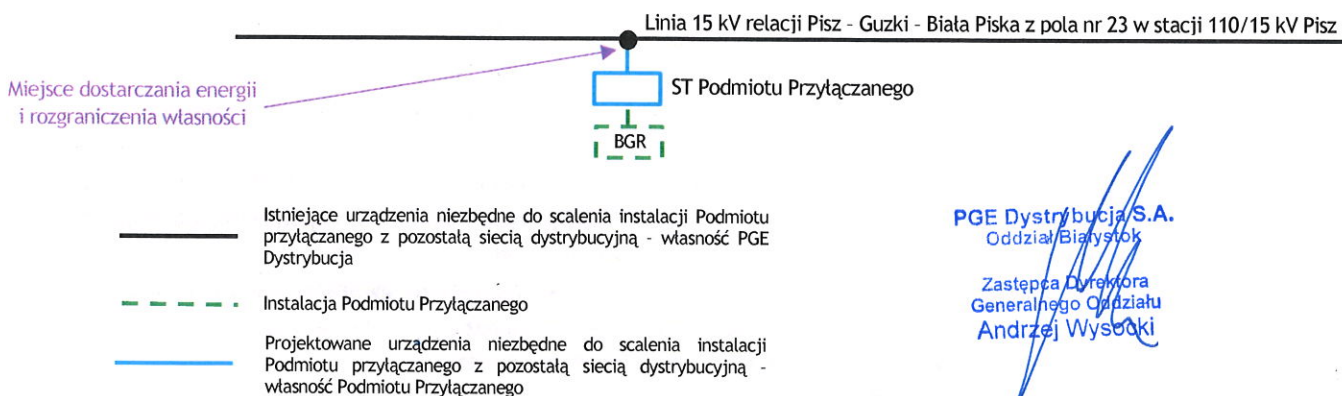 Linia 15 kV relacji Pisz - Guzki - Biała Piska z pola nr 23 w stacji 110/15 kV Pisz
Miejsce dostarczania energii
i rozgraniczenia własności
ST Podmiotu Przyłączanego
BGR
Istniejące urządzenia niezbędne do scalenia instalacji Podmiotu
przyłączanego z pozostałą siecią dystrybucyjną - własność PGE
Dystrybucja
Instalacja Podmiotu Przyłączanego
Projektowane urządzenia niezbędne do scalenia instalacji
Podmiotu przyłączanego z pozostałą siecią dystrybucyjną -
własność Podmiotu Przyłączanego
PGE Dystrybucja S.A.
Oddział Białystok
Zastępca Dyrektora
Generalnego Oddziału
Andrzej Wysocki